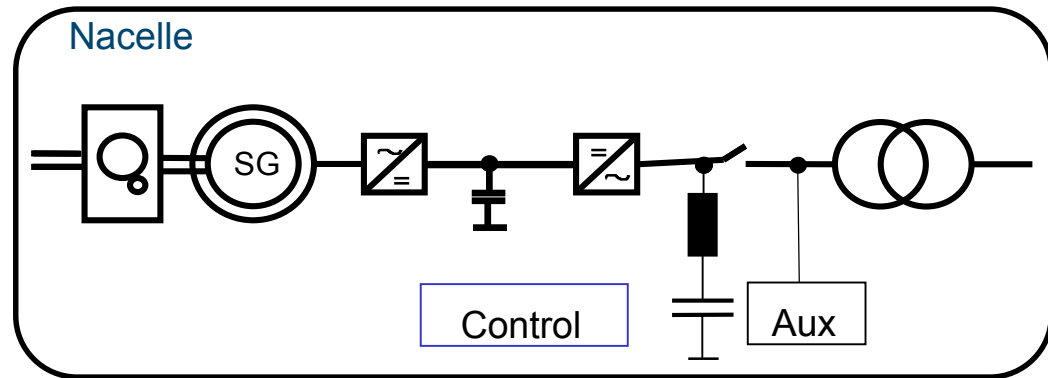 Nacelle
SG
~
=
=
~
Control
Aux